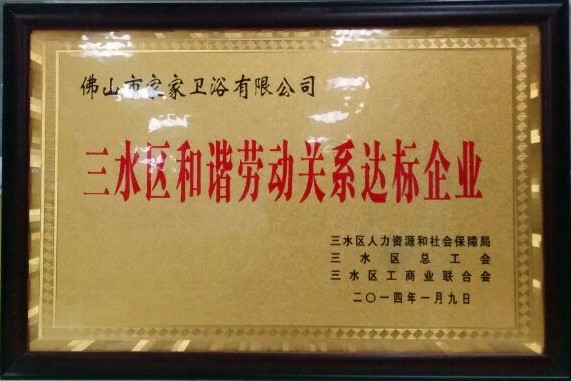 佛山市家家卫浴有限公司
三水区和谐劳动关系达标企业
三水区人力资源和社会保障局
三水区总工会
三水区工商业联合会
二〇一四年一月九日